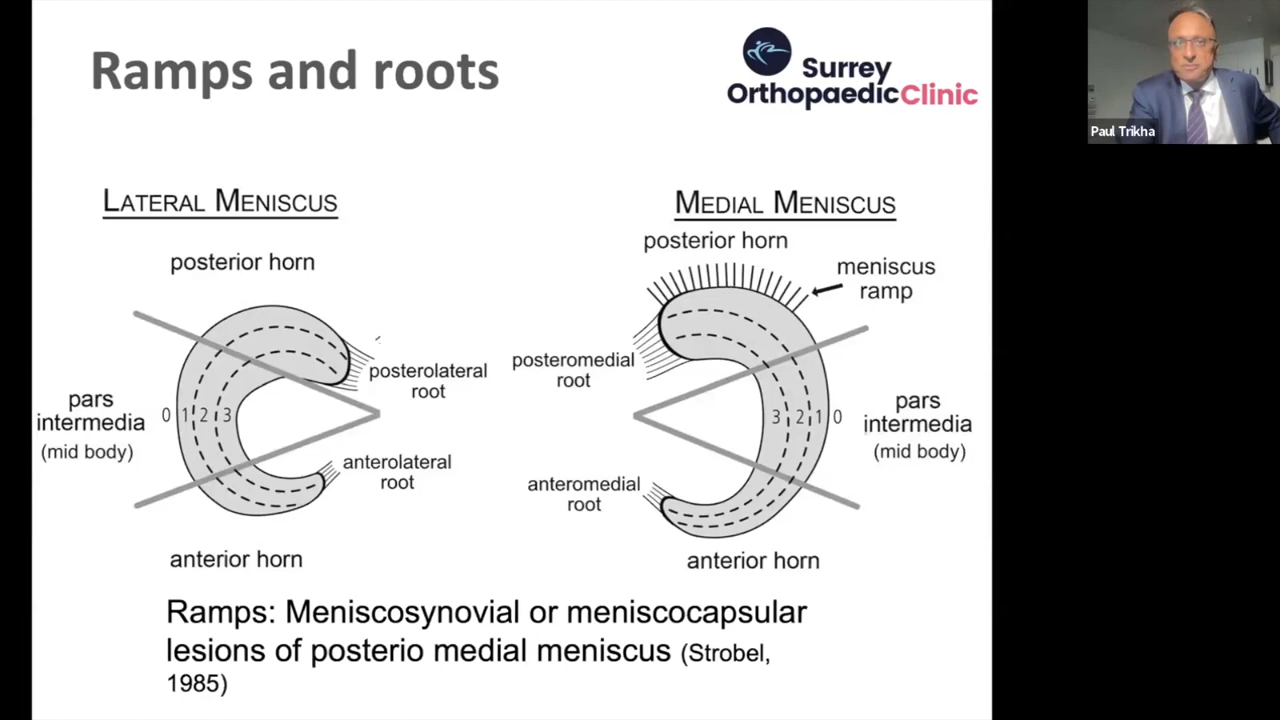 Ramps and roots
Surrey
OrthopaedicClinic
Paul Trikha
LATERAL MENISCUS
posterior horn
posterolateral
root
pars
intermedia
(mid body)
0 1 2 3
anterolateral
root
anterior horn
MEDIAL MENISCUS
posterior horn
meniscus
ramp
posteromedial
root
3 2 1 0
pars
intermedia
(mid body)
anteromedial
root
anterior horn
Ramps: Meniscosynovial or meniscocapsular
lesions of posterio medial meniscus (Strobel,
1985)